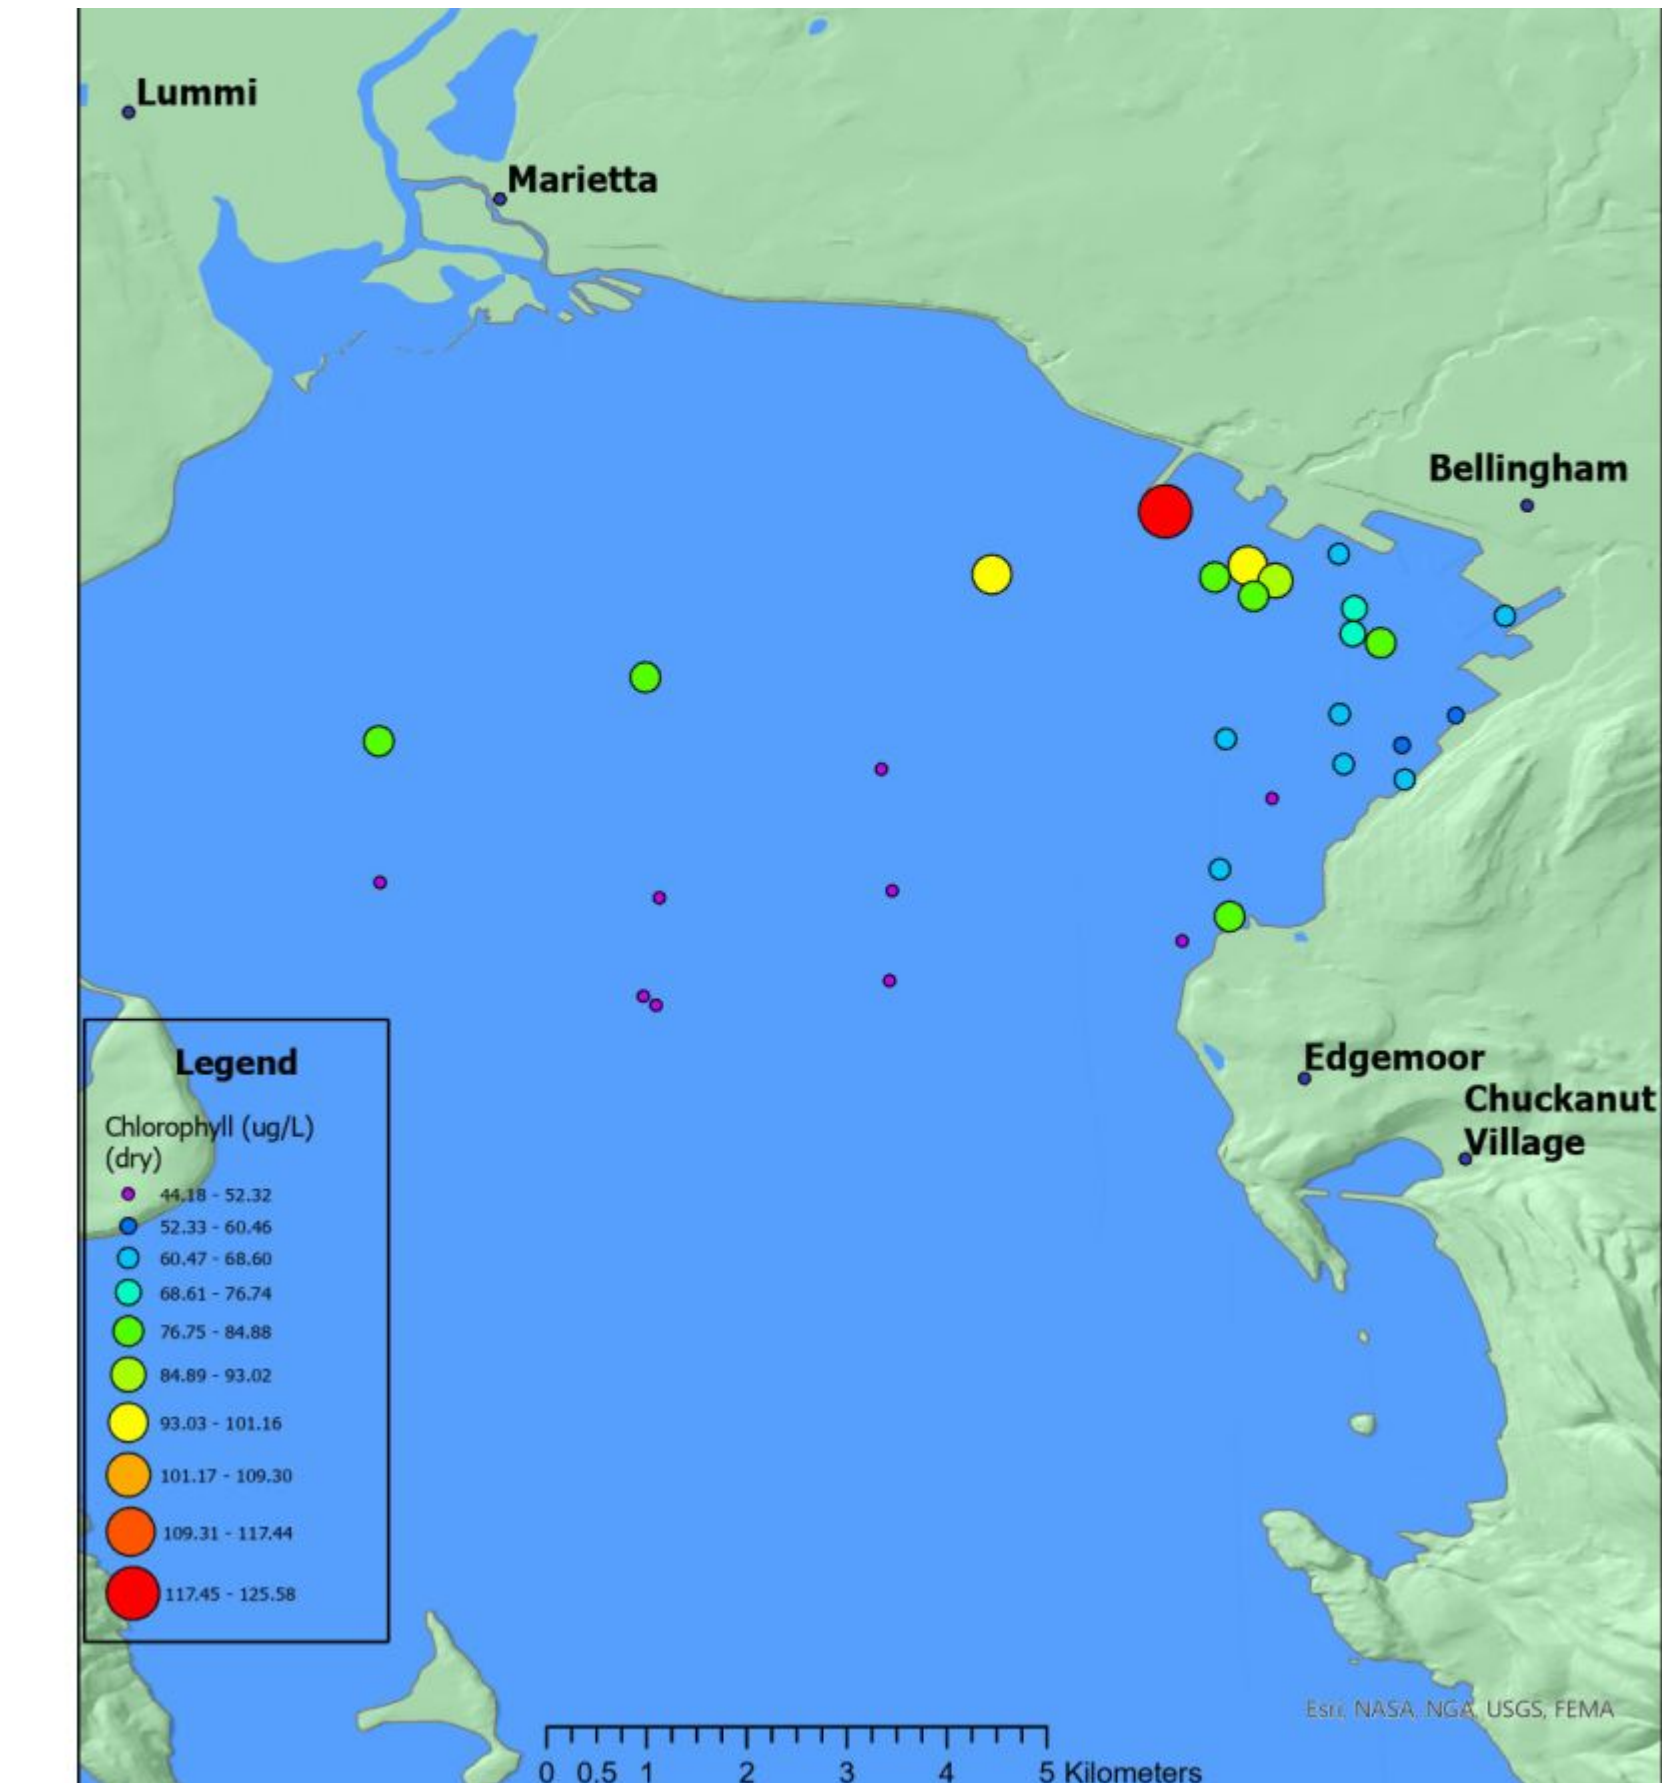 Lummi
Marietta
Bellingham
Edgemoor
Chuckanut
Village
Legend
Chlorophyll (ug/L)
(dry)
44.18 - 52.32
52.33 - 60.46
60.47 - 68.60
68.61 - 76.74
76.75 - 84.88
84.89 - 93.02
93.03 - 101.16
101.17 - 109.30
109.31 - 117.44
117.45 - 125.58
Esri, NASA, NGA, USGS, FEMA
0 0.5 1 2 3 4 5 Kilometers